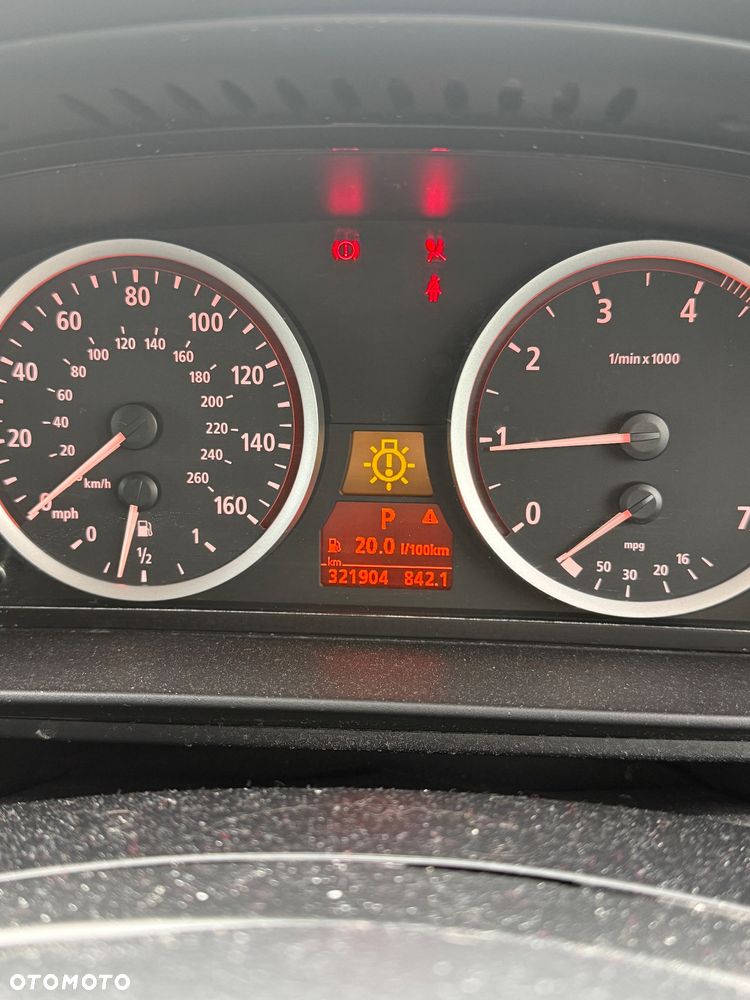 0 20 40 60 80 100 120 140 160
20 40 60 80 100 120 140 160 180 200 220 240 260
km/h
mph
0 1/2 1
P
20.0 l/100km
km
321904 842.1
0 1 2 3 4 7
1/min x 1000
mpg
50 30 20 16
OTOMOTO